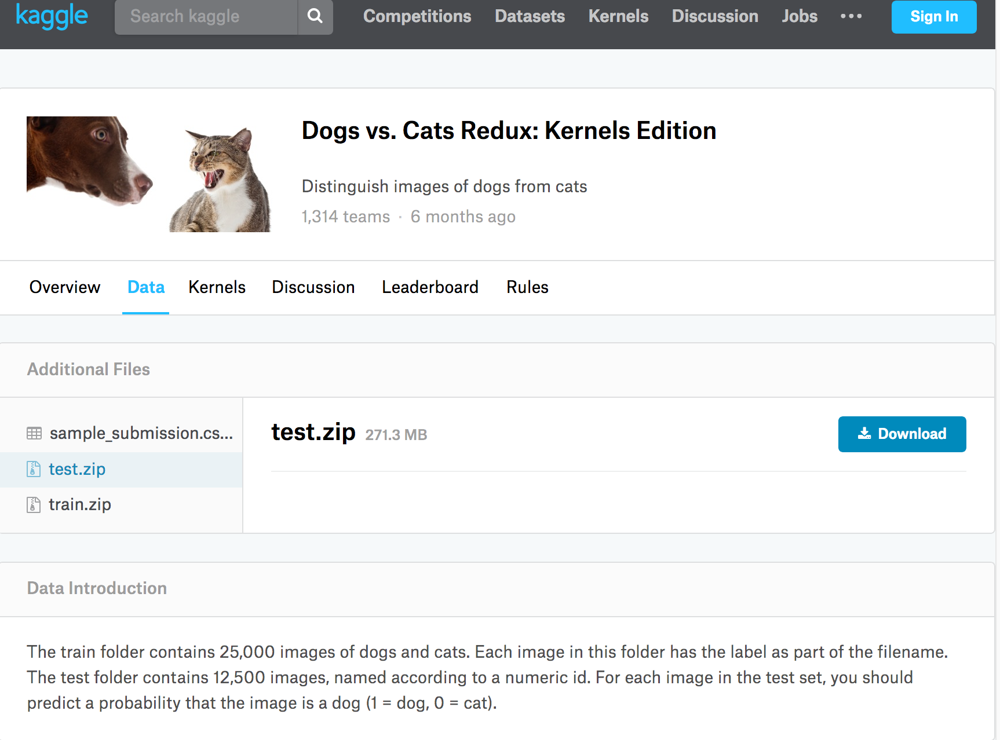 kaggle
Search kaggle
Competitions Datasets Kernels Discussion Jobs ••• Sign In
Dogs vs. Cats Redux: Kernels Edition
Distinguish images of dogs from cats
1,314 teams · 6 months ago
Overview Data Kernels Discussion Leaderboard Rules
Additional Files
sample_submission.cs...
test.zip
train.zip
test.zip 271.3 MB
Download
Data Introduction
The train folder contains 25,000 images of dogs and cats. Each image in this folder has the label as part of the filename.
The test folder contains 12,500 images, named according to a numeric id. For each image in the test set, you should
predict a probability that the image is a dog (1 = dog, 0 = cat).